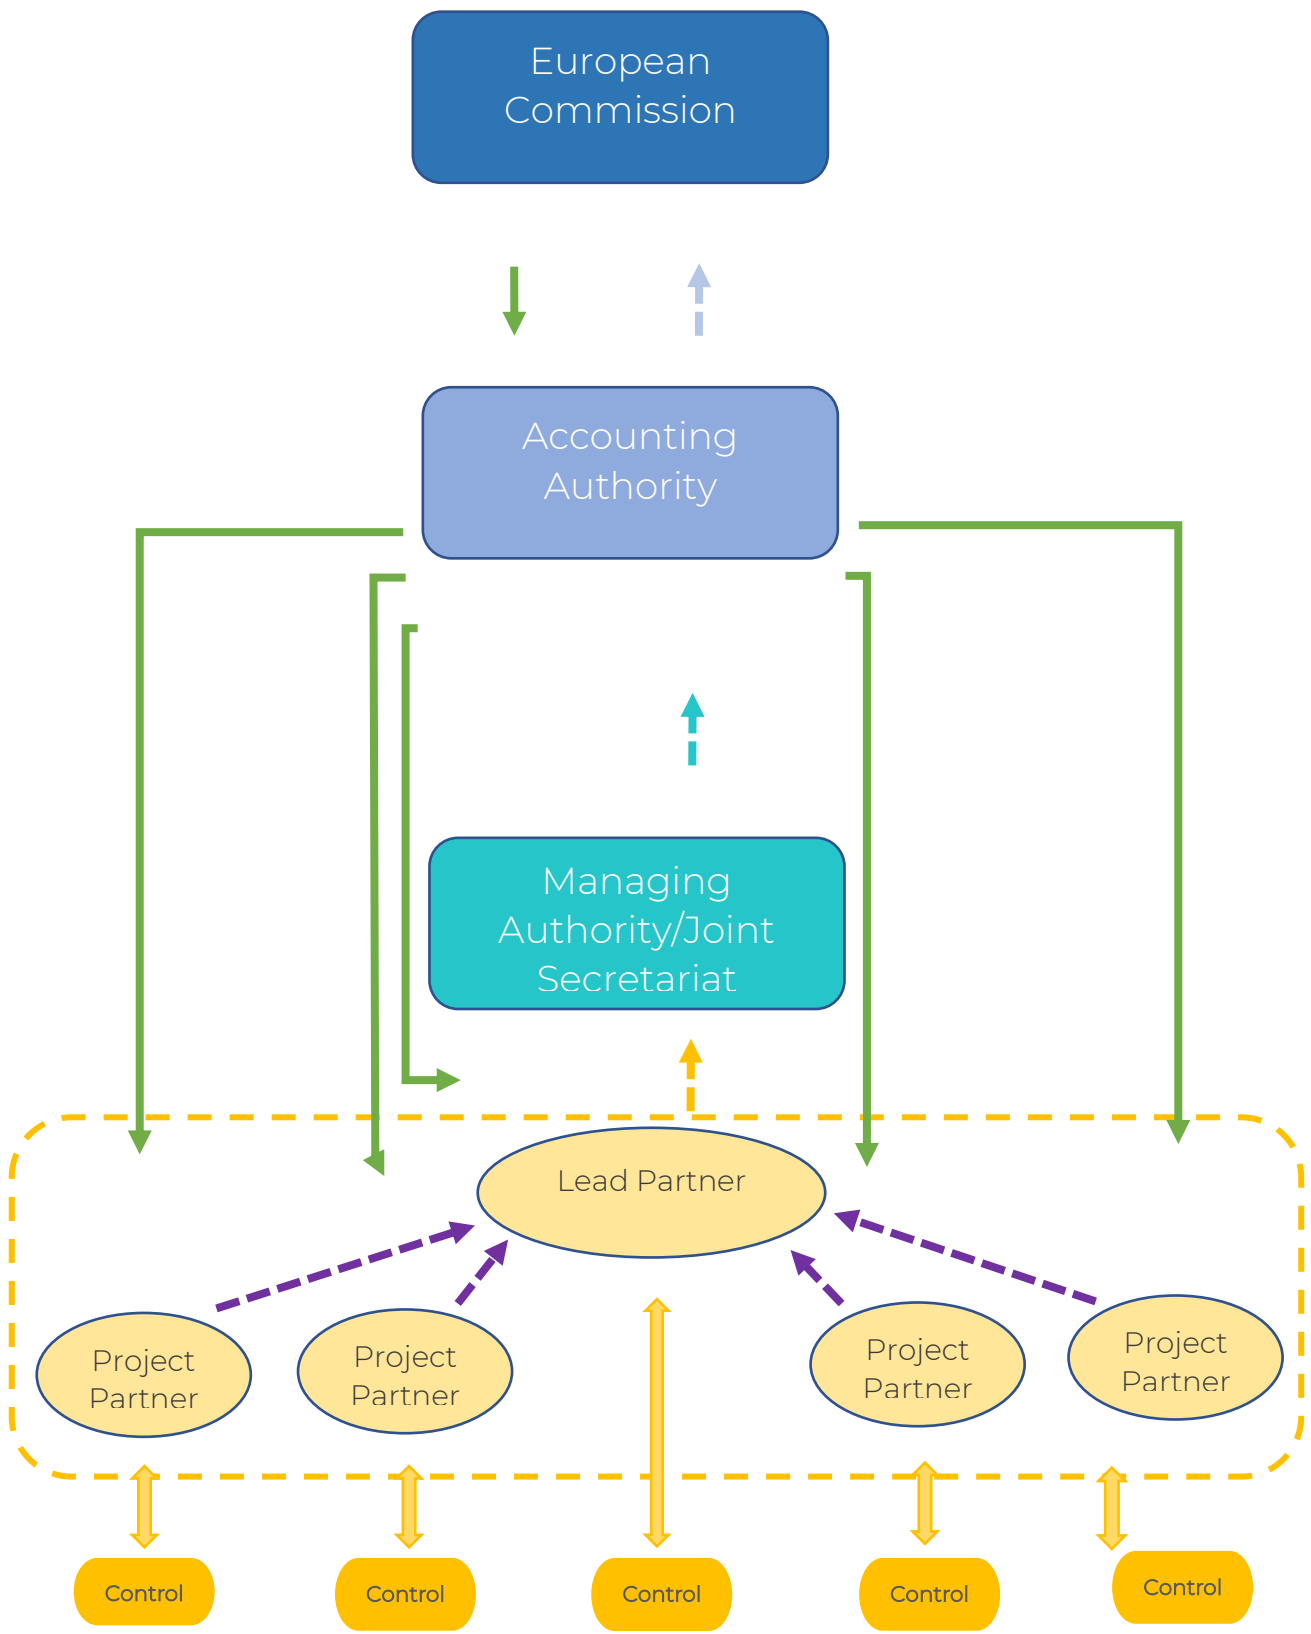 European
Commission
Accounting
Authority
Managing
Authority/Joint
Secretariat
Lead Partner
Project
Partner
Project
Partner
Project
Partner
Project
Partner
Control
Control
Control
Control
Control